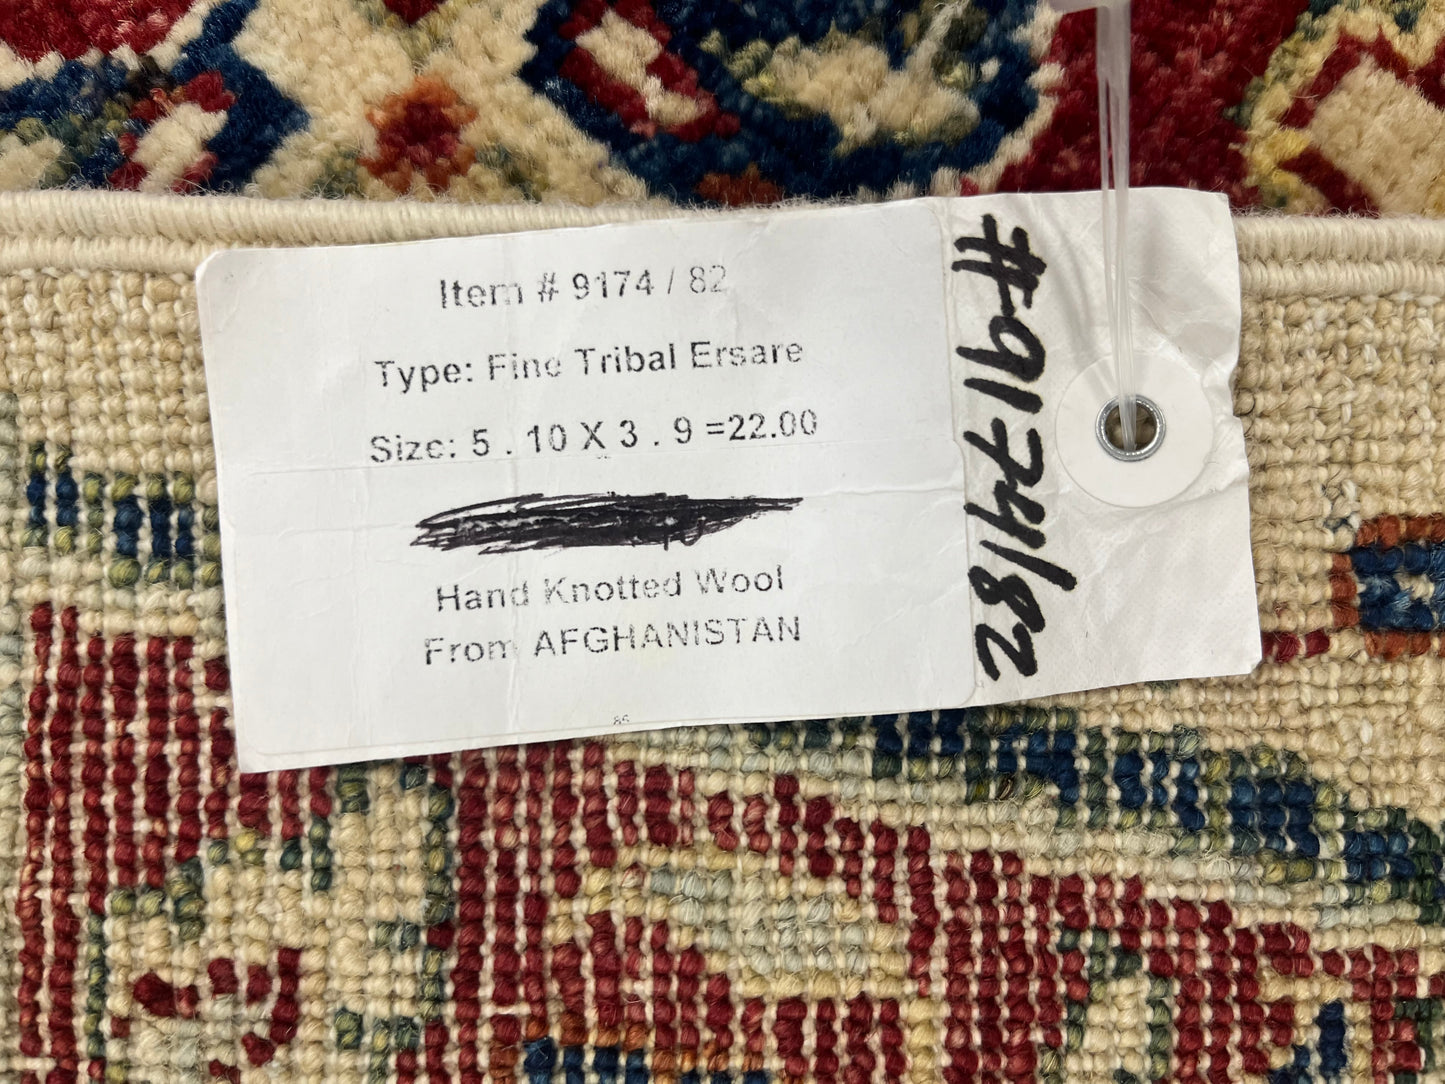 Item # 9174 / 82
Type: Fine Tribal Ersare
Size: 5 . 10 X 3 . 9 =22.00
Hand Knotted Wool
From AFGHANISTAN
#9174/82